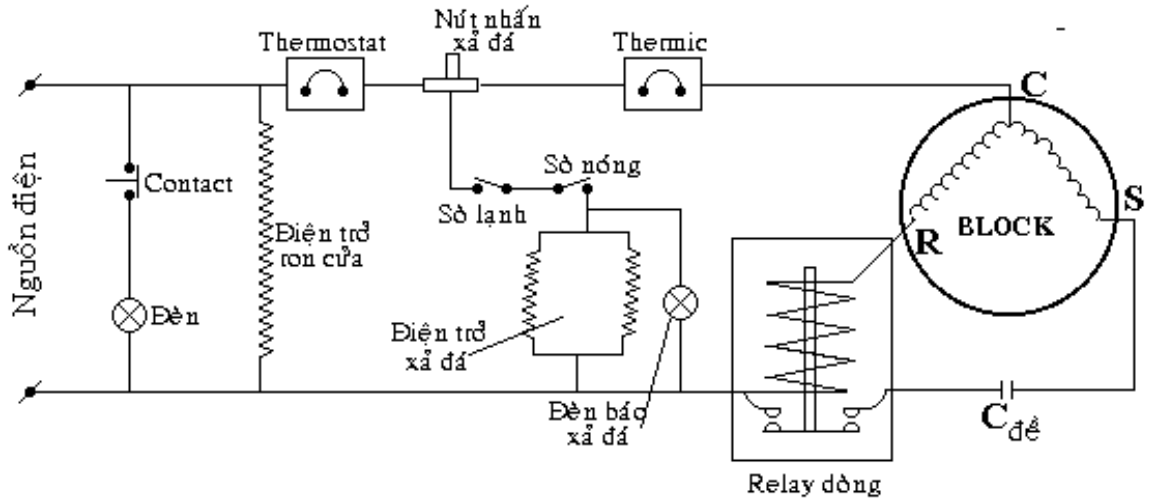 Nút nhấn
xả đá
Thermostat
Thermic
C
Nguồn điện
Contact
Sò nóng
Sò lạnh
S
R
BLOCK
Điện trở
ron cửa
Đèn
Điện trở
xả đá
Đèn báo
xả đá
C đề
Relay dòng